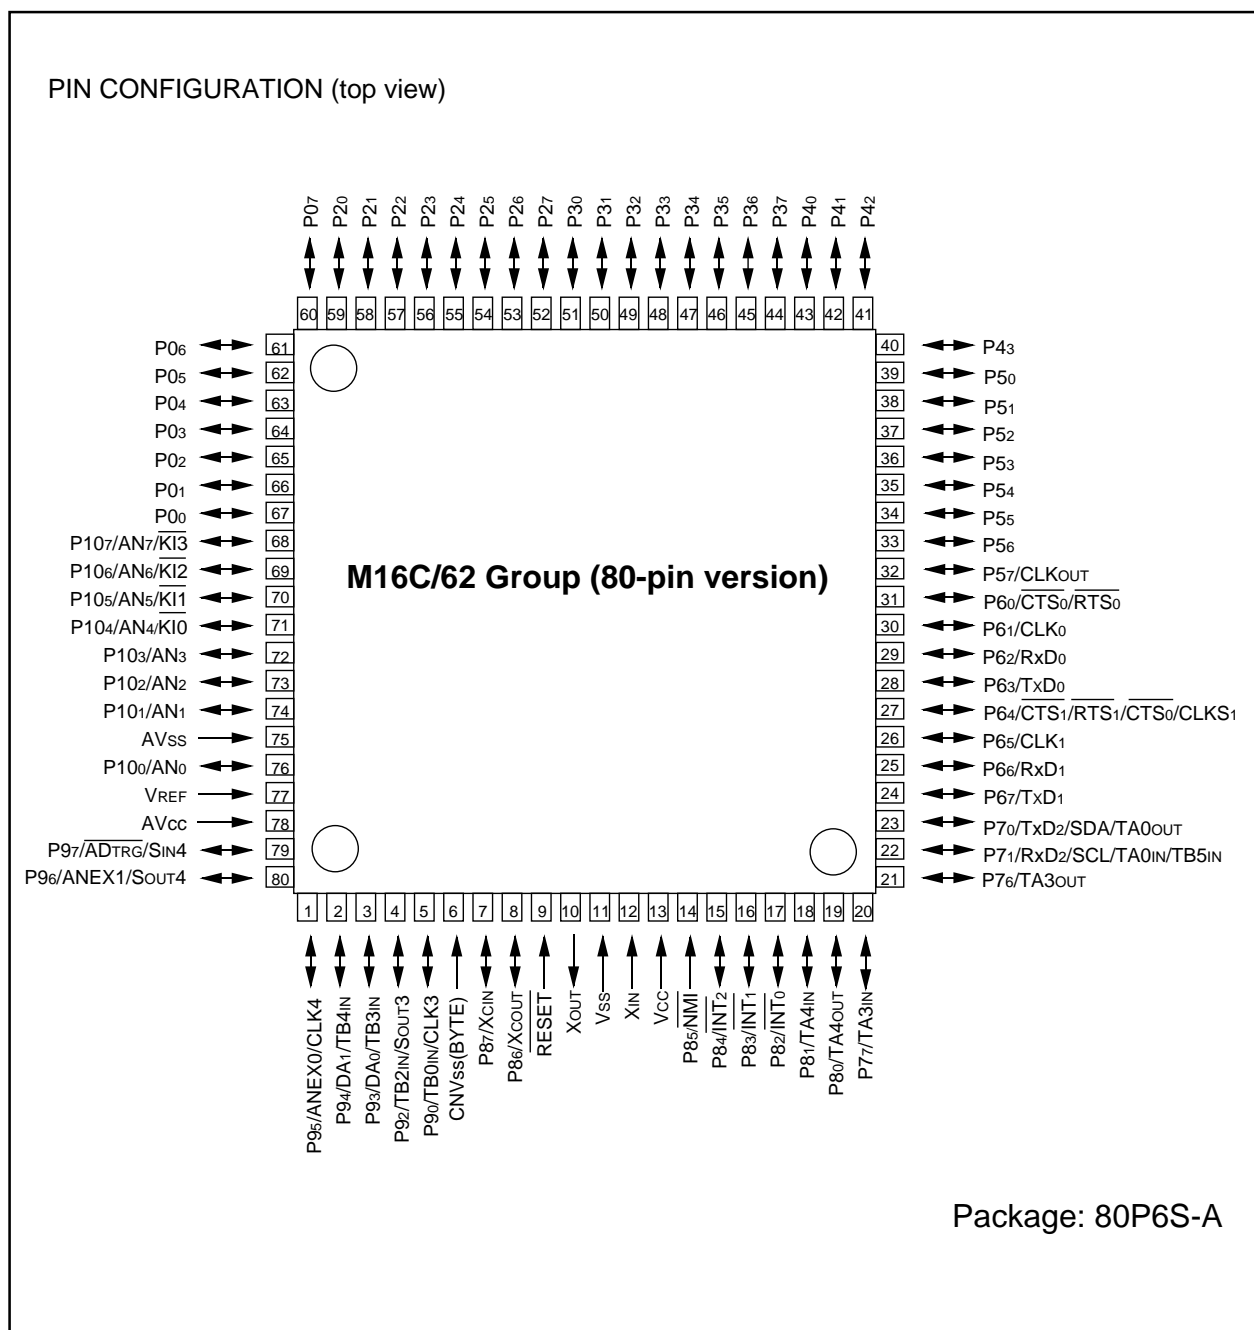 PIN CONFIGURATION (top view)
P07 P20 P21 P22 P23 P24 P25 P26 P27 P30 P31 P32 P33 P34 P35 P36 P37 P40 P41 P42
60 59 58 57 56 55 54 53 52 51 50 49 48 47 46 45 44 43 42 41
P06 61 40 P43
P05 62 39 P50
P04 63 38 P51
P03 64 37 P52
P02 65 36 P53
P01 66 35 P54
P00 67 34 P55
P107/AN7/KI3 68 33 P56
P106/AN6/KI2 69 32 P57/CLKOUT
M16C/62 Group (80-pin version)
P105/AN5/KI1 70 31 P60/CTS0/RTS0
P104/AN4/KI0 71 30 P61/CLK0
P103/AN3 72 29 P62/RxD0
P102/AN2 73 28 P63/TXD0
P101/AN1 74 27 P64/CTS1/RTS1/CTS0/CLKS1
AVSS 75 26 P65/CLK1
P100/AN0 76 25 P66/RxD1
VREF 77 24 P67/TXD1
AVcc 78 23 P70/TxD2/SDA/TA0OUT
P97/ADTRG/SIN4 79 22 P71/RxD2/SCL/TA0IN/TB5IN
P96/ANEX1/SOUT4 80 21 P76/TA3OUT
1 2 3 4 5 6 7 8 9 10 11 12 13 14 15 16 17 18 19 20
P95/ANEX0/CLK4
P94/DA1/TB4IN
P93/DA0/TB3IN
P92/TB2IN/SOUT3
P90/TB0IN/CLK3
CNVss(BYTE)
P87/XCIN
P86/XCOUT
RESET
XOUT
VSS
XIN
VCC
P85/NMI
P84/INT2
P83/INT1
P82/INT0
P81/TA4IN
P80/TA4OUT
P77/TA3IN
Package: 80P6S-A